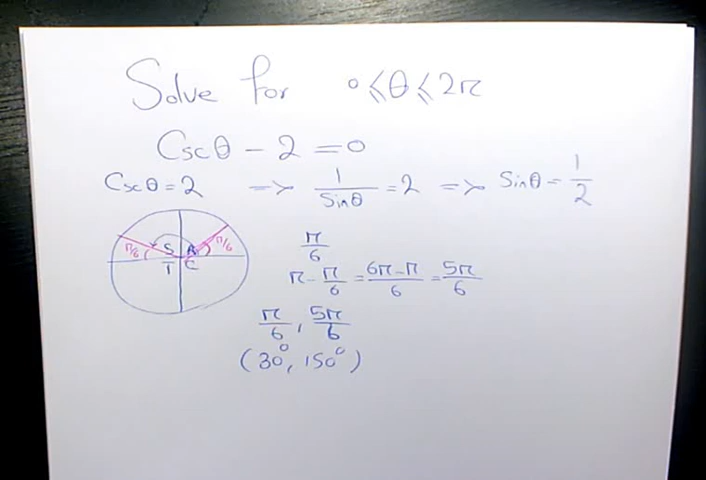 Solve for 0≤θ≤2π
Cscθ - 2 = 0
Cscθ = 2 => 1/Sinθ = 2 => Sinθ = 1/2
π/6 S A π/6
T C
π/6
π - π/6 = 6π-π/6 = 5π/6
π/6, 5π/6
(30°, 150°)